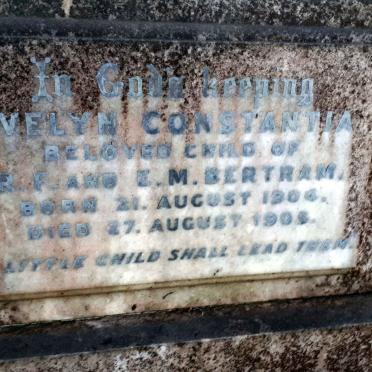 In Gods keeping
VELYN CONSTANTIA
BELOVED CHILD OF
R. F. AND E. M. BERTRAM.
BORN 21. AUGUST 1904.
DIED 27. AUGUST 1905.
LITTLE CHILD SHALL LEAD THEM